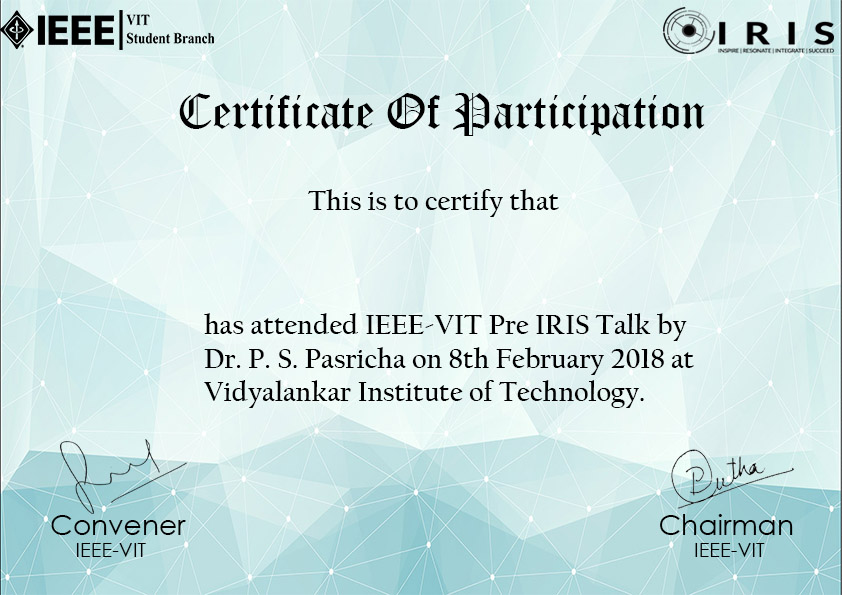 IEEE VIT
Student Branch
IRIS
INSPIRE | RESONATE | INTEGRATE | SUCCEED
Certificate Of Participation
This is to certify that
has attended IEEE-VIT Pre IRIS Talk by
Dr. P. S. Pasricha on 8th February 2018 at
Vidyalankar Institute of Technology.
Butha
Convener
IEEE-VIT
Chairman
IEEE-VIT